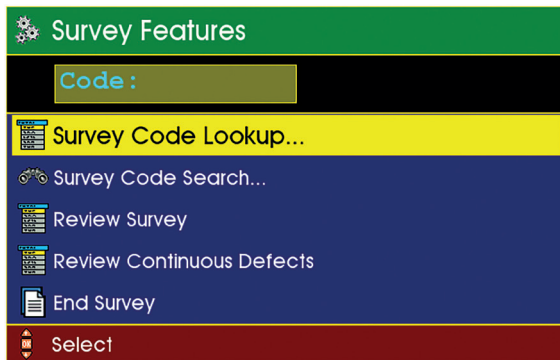 Survey Features
Code:
Survey Code Lookup...
Survey Code Search...
Review Survey
Review Continuous Defects
End Survey
Select